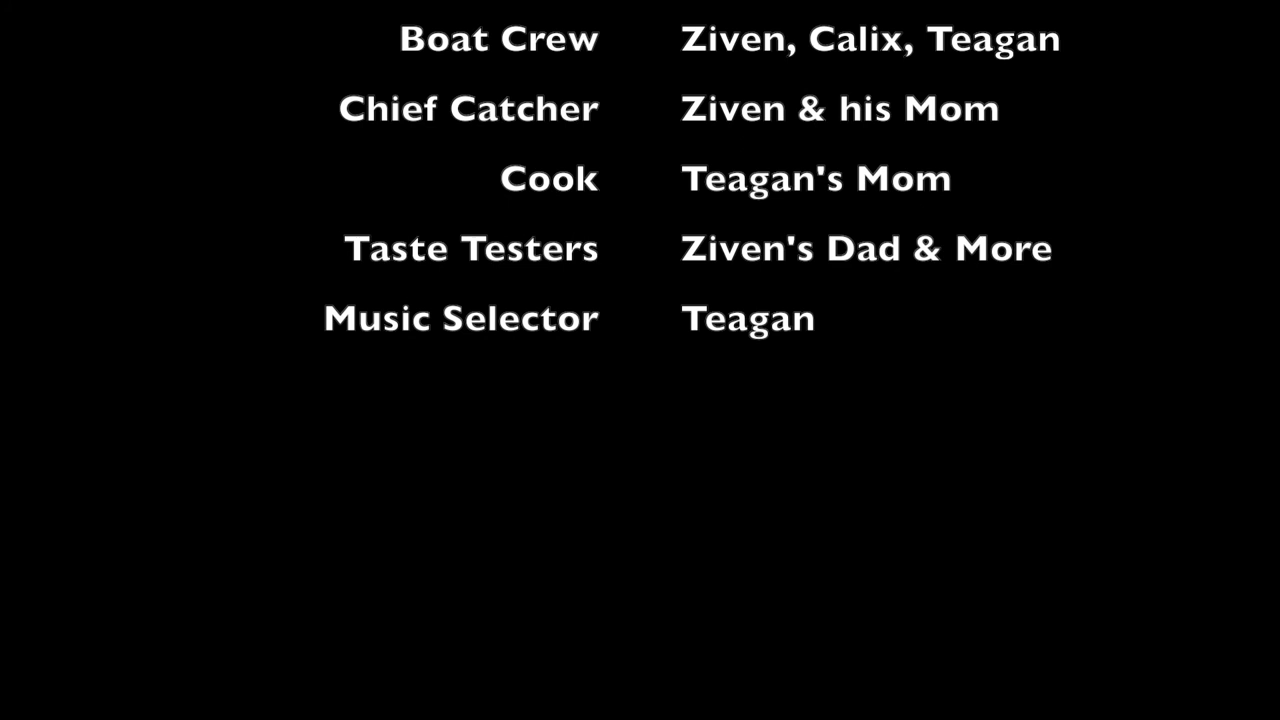 Boat Crew Ziven, Calix, Teagan
Chief Catcher Ziven & his Mom
Cook Teagan's Mom
Taste Testers Ziven's Dad & More
Music Selector Teagan